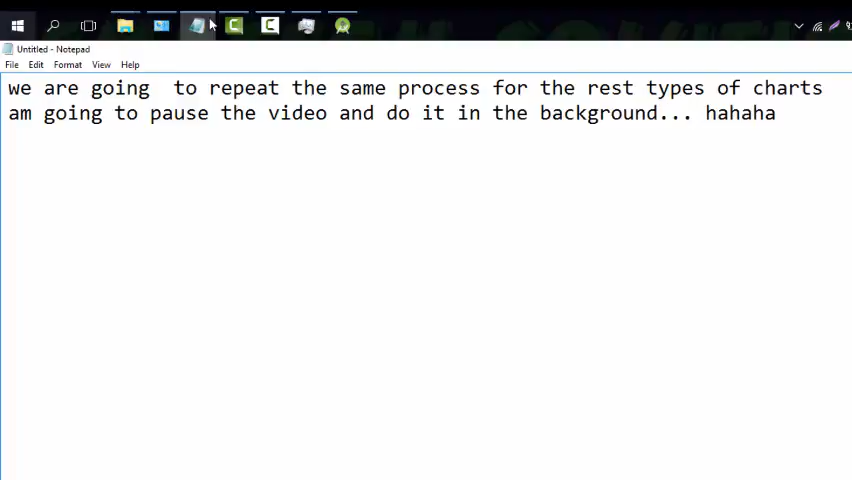 Untitled - Notepad
File Edit Format View Help
we are going  to repeat the same process for the rest types of charts
am going to pause the video and do it in the background... hahaha